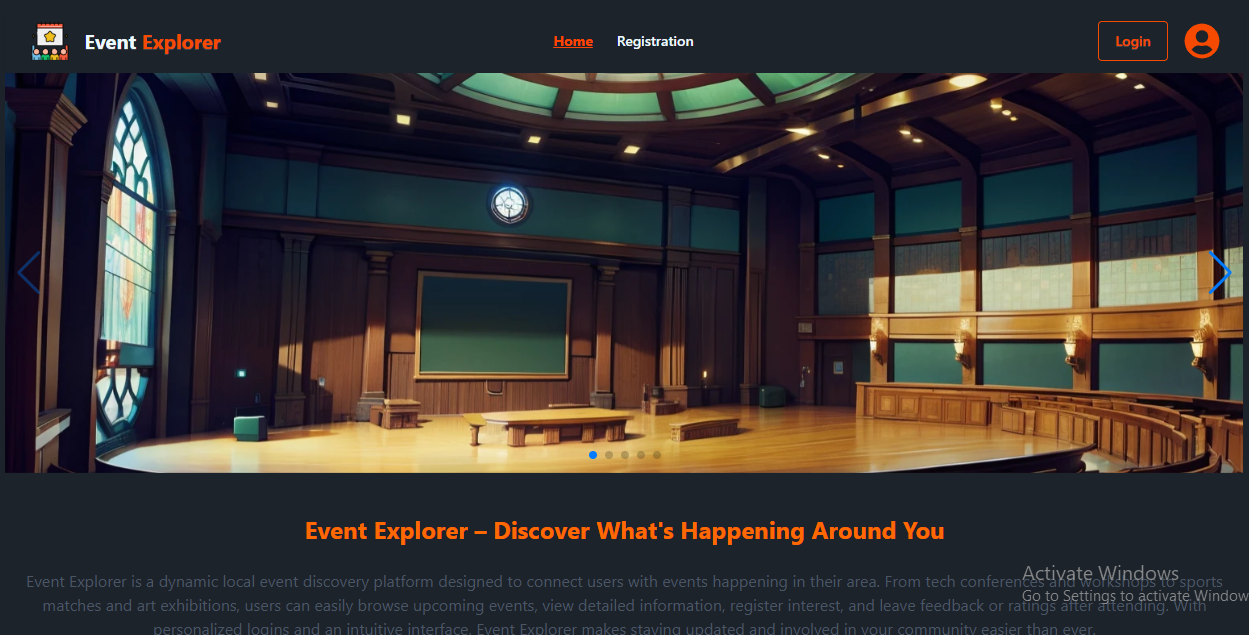 Event Explorer
Home
Registration
Login
Event Explorer – Discover What's Happening Around You
Event Explorer is a dynamic local event discovery platform designed to connect users with events happening in their area. From tech conferences and workshops to sports
matches and art exhibitions, users can easily browse upcoming events, view detailed information, register interest, and leave feedback or ratings after attending. With
personalized logins and an intuitive interface, Event Explorer makes staying updated and involved in your community easier than ever.
Activate Windows
Go to Settings to activate Window